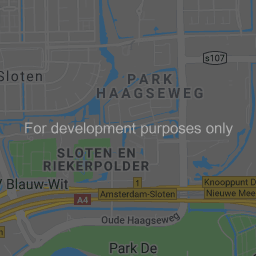 s107
Sloten
PARK
HAAGSEWEG
For development purposes only
SLOTEN EN
RIEKERPOLDER
V Blauw-Wit
1
Knooppunt D
A4
Amsterdam-Sloten
Nieuwe Mee
Oude Haagseweg
Park De